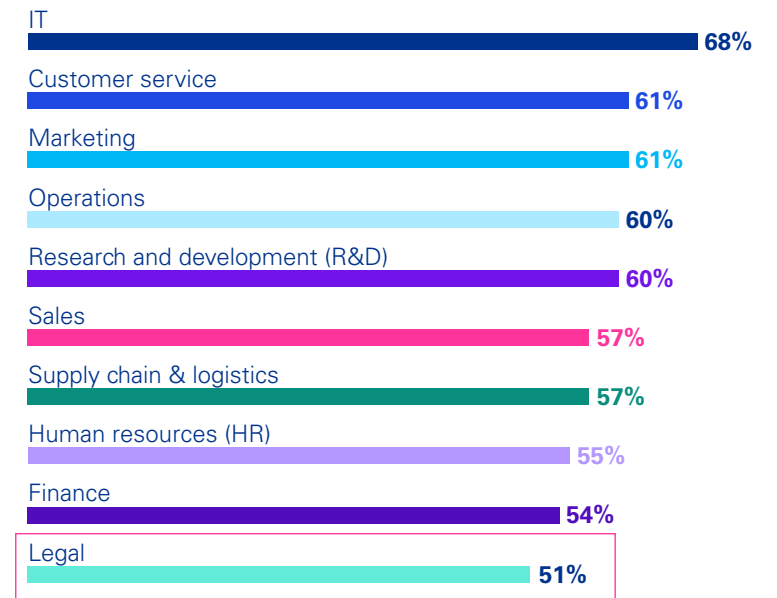 IT
68%
Customer service
61%
Marketing
61%
Operations
60%
Research and development (R&D)
60%
Sales
57%
Supply chain & logistics
57%
Human resources (HR)
55%
Finance
54%
Legal
51%